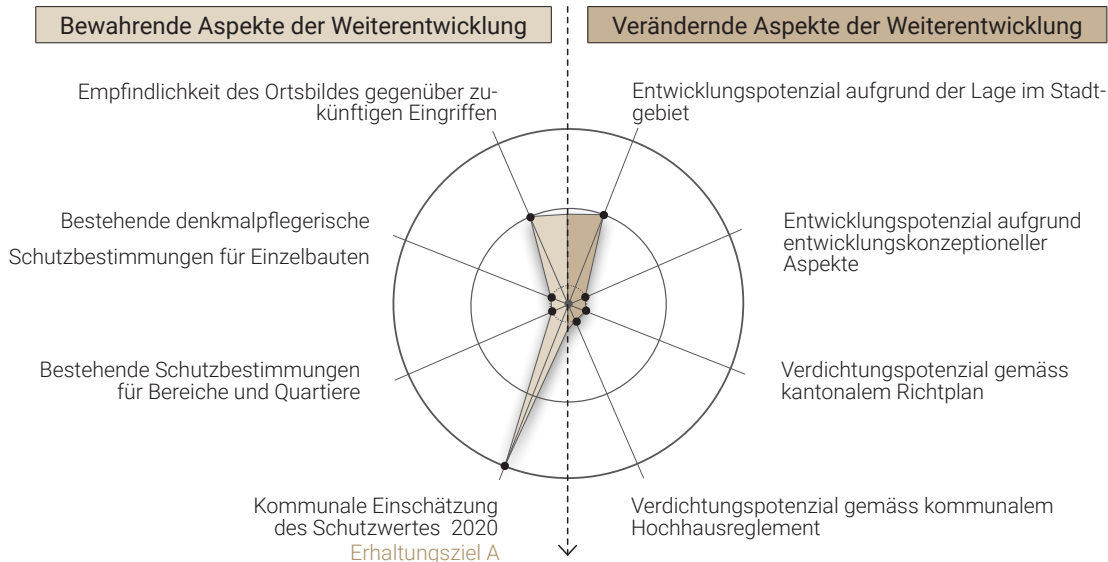 Bewahrende Aspekte der Weiterentwicklung
Verändernde Aspekte der Weiterentwicklung
Empfindlichkeit des Ortsbildes gegenüber zu-
künftigen Eingriffen
Entwicklungspotenzial aufgrund der Lage im Stadt-
gebiet
Bestehende denkmalpflegerische
Schutzbestimmungen für Einzelbauten
Entwicklungspotenzial aufgrund
entwicklungskonzeptioneller
Aspekte
Bestehende Schutzbestimmungen
für Bereiche und Quartiere
Verdichtungspotenzial gemäss
kantonalem Richtplan
Kommunale Einschätzung
des Schutzwertes 2020
Erhaltungsziel A
Verdichtungspotenzial gemäss kommunalem
Hochhausreglement